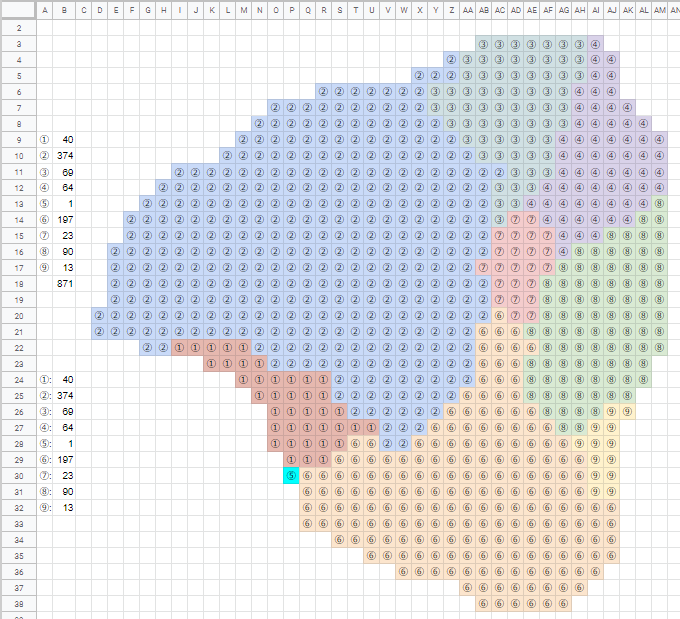 A B C D E F G H I J K L M N O P Q R S T U V W X Y Z AA AB AC AD AE AF AG AH AI AJ AK AL AM AN
2
3 ③ ③ ③ ③ ③ ③ ③ ④
4 ② ③ ③ ③ ③ ③ ③ ③ ③ ④ ④
5 ② ② ② ③ ③ ③ ③ ③ ③ ③ ③ ④ ④
6 ② ② ② ② ② ② ② ③ ③ ③ ③ ③ ③ ③ ③ ③ ④ ④ ④
7 ② ② ② ② ② ② ② ② ② ② ③ ③ ③ ③ ③ ③ ③ ③ ③ ④ ④ ④ ④
8 ② ② ② ② ② ② ② ② ② ② ② ② ③ ③ ③ ③ ③ ③ ③ ③ ④ ④ ④ ④ ④
9 ① 40 ② ② ② ② ② ② ② ② ② ② ② ② ② ② ③ ③ ③ ③ ③ ③ ④ ④ ④ ④ ④ ④ ④
10 ② 374 ② ② ② ② ② ② ② ② ② ② ② ② ② ② ② ② ③ ③ ③ ③ ③ ④ ④ ④ ④ ④ ④ ④
11 ③ 69 ② ② ② ② ② ② ② ② ② ② ② ② ② ② ② ② ② ② ② ② ② ③ ③ ③ ④ ④ ④ ④ ④ ④ ④
12 ④ 64 ② ② ② ② ② ② ② ② ② ② ② ② ② ② ② ② ② ② ② ② ② ③ ③ ③ ④ ④ ④ ④ ④ ④ ④ ④
13 ⑤ 1 ② ② ② ② ② ② ② ② ② ② ② ② ② ② ② ② ② ② ② ② ② ② ③ ③ ④ ④ ④ ④ ④ ④ ④ ④ ⑧
14 ⑥ 197 ② ② ② ② ② ② ② ② ② ② ② ② ② ② ② ② ② ② ② ② ② ② ② ③ ⑦ ⑦ ④ ④ ④ ④ ④ ④ ⑧ ⑧
15 ⑦ 23 ② ② ② ② ② ② ② ② ② ② ② ② ② ② ② ② ② ② ② ② ② ② ② ⑦ ⑦ ⑦ ⑦ ④ ④ ④ ⑧ ⑧ ⑧ ⑧
16 ⑧ 90 ② ② ② ② ② ② ② ② ② ② ② ② ② ② ② ② ② ② ② ② ② ② ② ② ⑦ ⑦ ⑦ ⑦ ④ ⑧ ⑧ ⑧ ⑧ ⑧ ⑧
17 ⑨ 13 ② ② ② ② ② ② ② ② ② ② ② ② ② ② ② ② ② ② ② ② ② ② ② ⑦ ⑦ ⑦ ⑦ ⑦ ⑧ ⑧ ⑧ ⑧ ⑧ ⑧ ⑧
18 871 ② ② ② ② ② ② ② ② ② ② ② ② ② ② ② ② ② ② ② ② ② ② ② ② ⑦ ⑦ ⑦ ⑧ ⑧ ⑧ ⑧ ⑧ ⑧ ⑧ ⑧
19 ② ② ② ② ② ② ② ② ② ② ② ② ② ② ② ② ② ② ② ② ② ② ② ② ⑦ ⑦ ⑦ ⑧ ⑧ ⑧ ⑧ ⑧ ⑧ ⑧ ⑧
20 ② ② ② ② ② ② ② ② ② ② ② ② ② ② ② ② ② ② ② ② ② ② ② ② ② ⑥ ⑦ ⑦ ⑧ ⑧ ⑧ ⑧ ⑧ ⑧ ⑧ ⑧
21 ② ② ② ② ② ② ② ② ② ② ② ② ② ② ② ② ② ② ② ② ② ② ② ② ⑥ ⑥ ⑥ ⑧ ⑧ ⑧ ⑧ ⑧ ⑧ ⑧ ⑧ ⑧
22 ② ② ① ① ① ① ① ② ② ② ② ② ② ② ② ② ② ② ② ② ② ⑥ ⑥ ⑥ ⑥ ⑧ ⑧ ⑧ ⑧ ⑧ ⑧ ⑧ ⑧
23 ① ① ① ① ② ② ② ② ② ② ② ② ② ② ② ② ② ⑥ ⑥ ⑥ ⑧ ⑧ ⑧ ⑧ ⑧ ⑧ ⑧ ⑧
24 ①: 40 ① ① ① ① ① ① ② ② ② ② ② ② ② ② ② ⑥ ⑥ ⑥ ⑧ ⑧ ⑧ ⑧ ⑧ ⑧ ⑧ ⑧
25 ②: 374 ① ① ① ① ① ② ② ② ② ② ② ② ② ⑥ ⑥ ⑥ ⑥ ⑧ ⑧ ⑧ ⑧ ⑧ ⑧ ⑧
26 ③: 69 ① ① ① ① ① ② ② ② ② ② ② ⑥ ⑥ ⑥ ⑥ ⑥ ⑥ ⑧ ⑧ ⑧ ⑧ ⑨ ⑨
27 ④: 64 ① ① ① ① ① ① ① ② ② ② ⑥ ⑥ ⑥ ⑥ ⑥ ⑥ ⑥ ⑥ ⑧ ⑧ ⑨ ⑨
28 ⑤: 1 ① ① ① ① ① ⑥ ⑥ ② ② ⑥ ⑥ ⑥ ⑥ ⑥ ⑥ ⑥ ⑥ ⑥ ⑥ ⑨ ⑨ ⑨
29 ⑥: 197 ① ① ① ⑥ ⑥ ⑥ ⑥ ⑥ ⑥ ⑥ ⑥ ⑥ ⑥ ⑥ ⑥ ⑥ ⑥ ⑥ ⑥ ⑨ ⑨
30 ⑦: 23 ⑤ ⑥ ⑥ ⑥ ⑥ ⑥ ⑥ ⑥ ⑥ ⑥ ⑥ ⑥ ⑥ ⑥ ⑥ ⑥ ⑥ ⑥ ⑥ ⑨ ⑨
31 ⑧: 90 ⑥ ⑥ ⑥ ⑥ ⑥ ⑥ ⑥ ⑥ ⑥ ⑥ ⑥ ⑥ ⑥ ⑥ ⑥ ⑥ ⑥ ⑥ ⑨ ⑨
32 ⑨: 13 ⑥ ⑥ ⑥ ⑥ ⑥ ⑥ ⑥ ⑥ ⑥ ⑥ ⑥ ⑥ ⑥ ⑥ ⑥ ⑥ ⑥ ⑥ ⑥ ⑥
33 ⑥ ⑥ ⑥ ⑥ ⑥ ⑥ ⑥ ⑥ ⑥ ⑥ ⑥ ⑥ ⑥ ⑥ ⑥ ⑥ ⑥ ⑥ ⑥ ⑥
34 ⑥ ⑥ ⑥ ⑥ ⑥ ⑥ ⑥ ⑥ ⑥ ⑥ ⑥ ⑥ ⑥ ⑥ ⑥ ⑥ ⑥ ⑥
35 ⑥ ⑥ ⑥ ⑥ ⑥ ⑥ ⑥ ⑥ ⑥ ⑥ ⑥ ⑥ ⑥ ⑥ ⑥ ⑥
36 ⑥ ⑥ ⑥ ⑥ ⑥ ⑥ ⑥ ⑥ ⑥ ⑥ ⑥ ⑥ ⑥
37 ⑥ ⑥ ⑥ ⑥ ⑥ ⑥ ⑥ ⑥
38 ⑥ ⑥ ⑥ ⑥ ⑥ ⑥